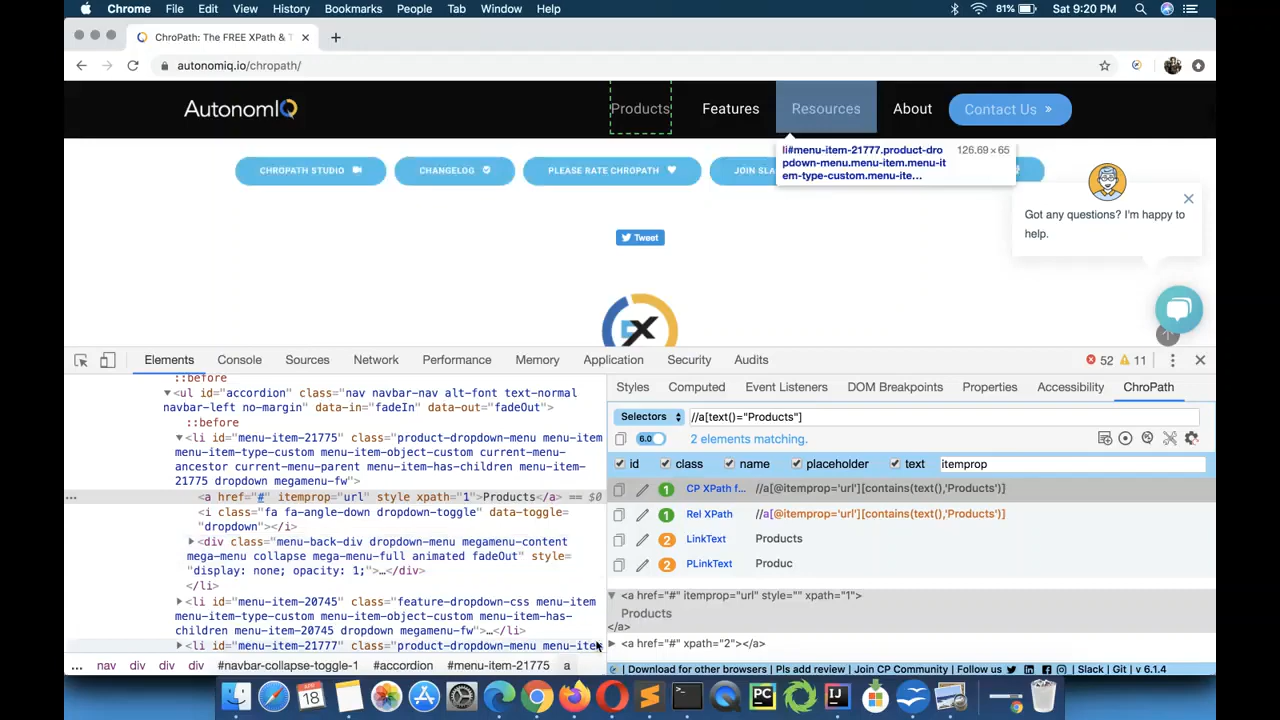 Chrome File Edit View History Bookmarks People Tab Window Help 81% Sat 9:20 PM
ChroPath: The FREE XPath &
autonomiq.io/chropath/
AutonomIQ Products Features Resources About Contact Us »
li#menu-item-21777.product-dro 126.69 × 65
pdown-menu.menu-item.menu-it
em-type-custom.menu-ite…
CHROPATH STUDIO CHANGELOG PLEASE RATE CHROPATH JOIN SLA
Got any questions? I'm happy to
help.
Tweet
Elements Console Sources Network Performance Memory Application Security Audits 52 11
::before
▼<ul id="accordion" class="nav navbar-nav alt-font text-normal
navbar-left no-margin" data-in="fadeIn" data-out="fadeOut">
::before
▼<li id="menu-item-21775" class="product-dropdown-menu menu-item
menu-item-type-custom menu-item-object-custom current-menu-
ancestor current-menu-parent menu-item-has-children menu-item-
21775 dropdown megamenu-fw">
… <a href="#" itemprop="url" style xpath="1">Products</a> == $0
<i class="fa fa-angle-down dropdown-toggle" data-toggle=
"dropdown"></i>
▶<div class="menu-back-div dropdown-menu megamenu-content
mega-menu collapse mega-menu-full animated fadeOut" style=
"display: none; opacity: 1;">…</div>
</li>
▶<li id="menu-item-20745" class="feature-dropdown-css menu-item
menu-item-type-custom menu-item-object-custom menu-item-has-
children menu-item-20745 dropdown megamenu-fw">…</li>
▶<li id="menu-item-21777" class="product-dropdown-menu menu-item
... nav div div div #navbar-collapse-toggle-1 #accordion #menu-item-21775 a
Styles Computed Event Listeners DOM Breakpoints Properties Accessibility ChroPath
Selectors //a[text()="Products"]
6.0 2 elements matching.
id class name placeholder text itemprop
1 CP XPath f... //a[@itemprop='url'][contains(text(),'Products')]
1 Rel XPath //a[@itemprop='url'][contains(text(),'Products')]
2 LinkText Products
2 PLinkText Produc
▼ <a href="#" itemprop="url" style="" xpath="1">
Products
</a>
▶ <a href="#" xpath="2"></a>
| Download for other browsers | Pls add review | Join CP Community | Follow us | Slack | Git | v 6.1.4
AUG
18
PC
IJ